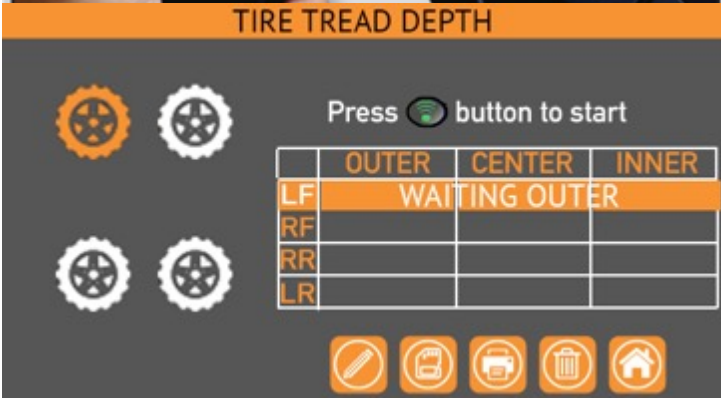 TIRE TREAD DEPTH
Press button to start
OUTER CENTER INNER
LF WAITING OUTER
RF
RR
LR